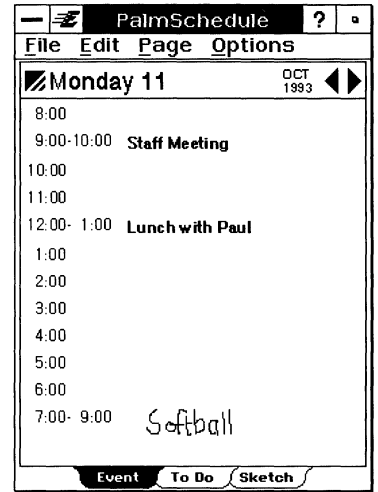 PalmSchedule ?
File Edit Page Options
Monday 11 OCT 1993
8:00
9:00-10:00 Staff Meeting
10:00
11:00
12:00- 1:00 Lunch with Paul
1:00
2:00
3:00
4:00
5:00
6:00
7:00- 9:00 Softball
Event To Do Sketch